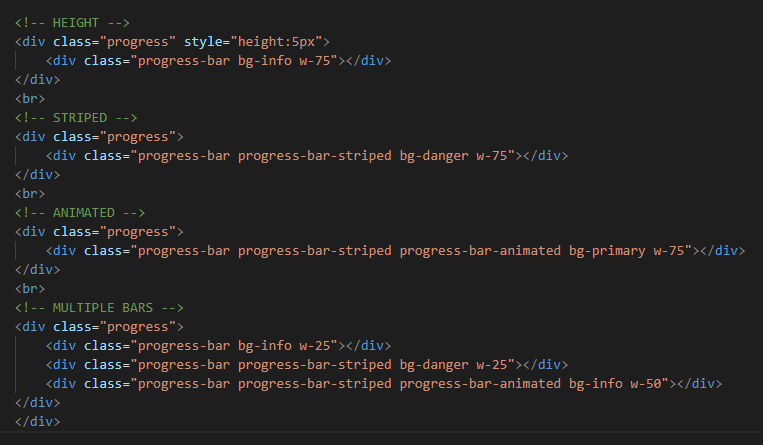 <!-- HEIGHT -->
<div class="progress" style="height:5px">
    <div class="progress-bar bg-info w-75"></div>
</div>
<br>
<!-- STRIPED -->
<div class="progress">
    <div class="progress-bar progress-bar-striped bg-danger w-75"></div>
</div>
<br>
<!-- ANIMATED -->
<div class="progress">
    <div class="progress-bar progress-bar-striped progress-bar-animated bg-primary w-75"></div>
</div>
<br>
<!-- MULTIPLE BARS -->
<div class="progress">
    <div class="progress-bar bg-info w-25"></div>
    <div class="progress-bar progress-bar-striped bg-danger w-25"></div>
    <div class="progress-bar progress-bar-striped progress-bar-animated bg-info w-50"></div>
</div>
</div>